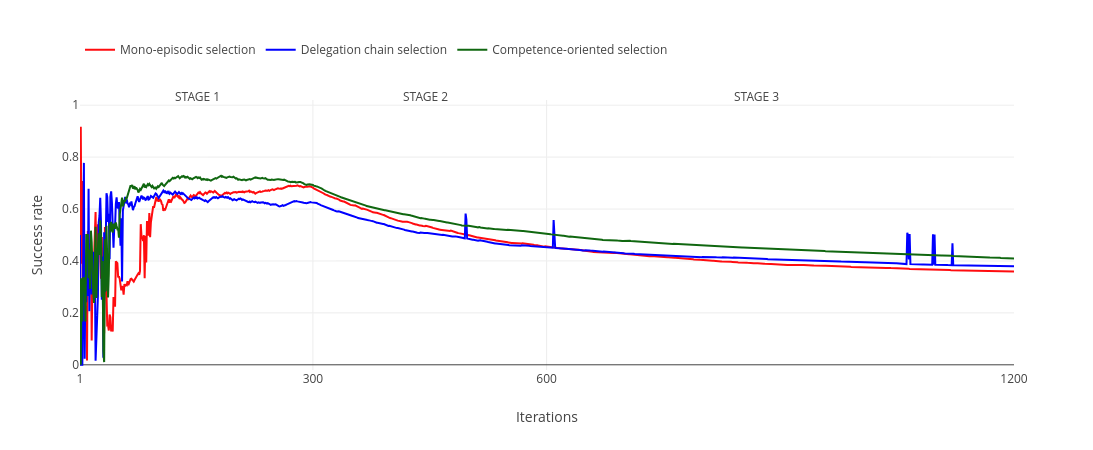 Mono-episodic selection Delegation chain selection Competence-oriented selection
STAGE 1 STAGE 2 STAGE 3
1
0.8
0.6
0.4
0.2
0
Success rate
1 300 600 1200
Iterations